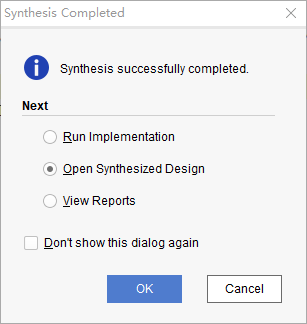 Synthesis Completed
Synthesis successfully completed.
Next
Run Implementation
Open Synthesized Design
View Reports
Don't show this dialog again
OK
Cancel